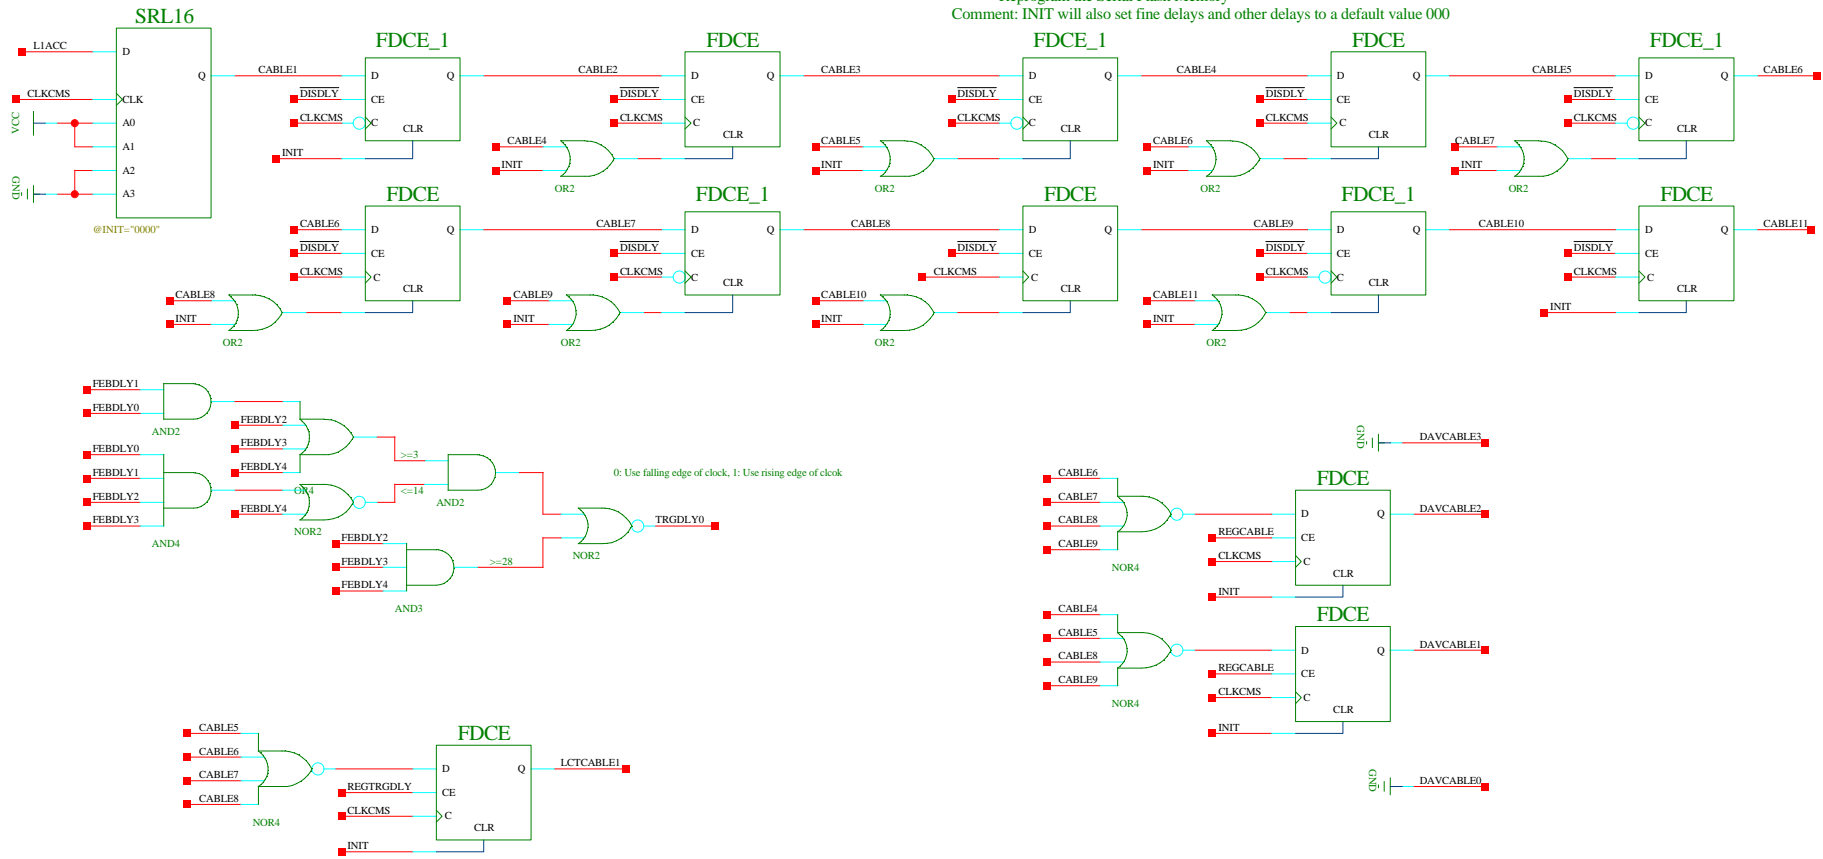 Comment: INIT will also set fine delays and other delays to a default value 000
SRL16
L1ACC
D
Q
CLKCMS
CLK
VCC
A0
A1
A2
GND
A3
@INIT="0000"
CABLE1
FDCE_1
D
Q
DISDLY
CE
CLKCMS
C
CLR
INIT
CABLE2
FDCE
D
Q
DISDLY
CE
CLKCMS
C
CLR
CABLE4
INIT
OR2
CABLE3
FDCE_1
D
Q
DISDLY
CE
CLKCMS
C
CLR
CABLE5
INIT
OR2
CABLE4
FDCE
D
Q
DISDLY
CE
CLKCMS
C
CLR
CABLE6
INIT
OR2
CABLE5
FDCE_1
D
Q
CABLE6
DISDLY
CE
CLKCMS
C
CLR
CABLE7
INIT
OR2
FDCE
CABLE6
D
Q
DISDLY
CE
CLKCMS
C
CLR
CABLE8
INIT
OR2
CABLE7
FDCE_1
D
Q
DISDLY
CE
CLKCMS
C
CLR
CABLE9
INIT
OR2
CABLE8
FDCE
D
Q
DISDLY
CE
CLKCMS
C
CLR
CABLE10
INIT
OR2
CABLE9
FDCE_1
D
Q
DISDLY
CE
CLKCMS
C
CLR
CABLE11
INIT
OR2
CABLE10
FDCE
D
Q
CABLE11
DISDLY
CE
CLKCMS
C
CLR
INIT
FEBDLY1
FEBDLY0
AND2
FEBDLY2
FEBDLY3
FEBDLY4
OR4
FEBDLY0
FEBDLY1
FEBDLY2
FEBDLY3
AND4
FEBDLY4
NOR2
>=3
<=14
AND2
FEBDLY2
FEBDLY3
FEBDLY4
AND3
>=28
NOR2
TRGDLY0
0: Use falling edge of clock, 1: Use rising edge of clcok
GND
DAVCABLE3
CABLE6
CABLE7
CABLE8
CABLE9
NOR4
FDCE
D
Q
DAVCABLE2
REGCABLE
CE
CLKCMS
C
CLR
INIT
CABLE4
CABLE5
CABLE8
CABLE9
NOR4
FDCE
D
Q
DAVCABLE1
REGCABLE
CE
CLKCMS
C
CLR
INIT
GND
DAVCABLE0
CABLE5
CABLE6
CABLE7
CABLE8
NOR4
FDCE
D
Q
LCTCABLE1
REGTRGDLY
CE
CLKCMS
C
CLR
INIT